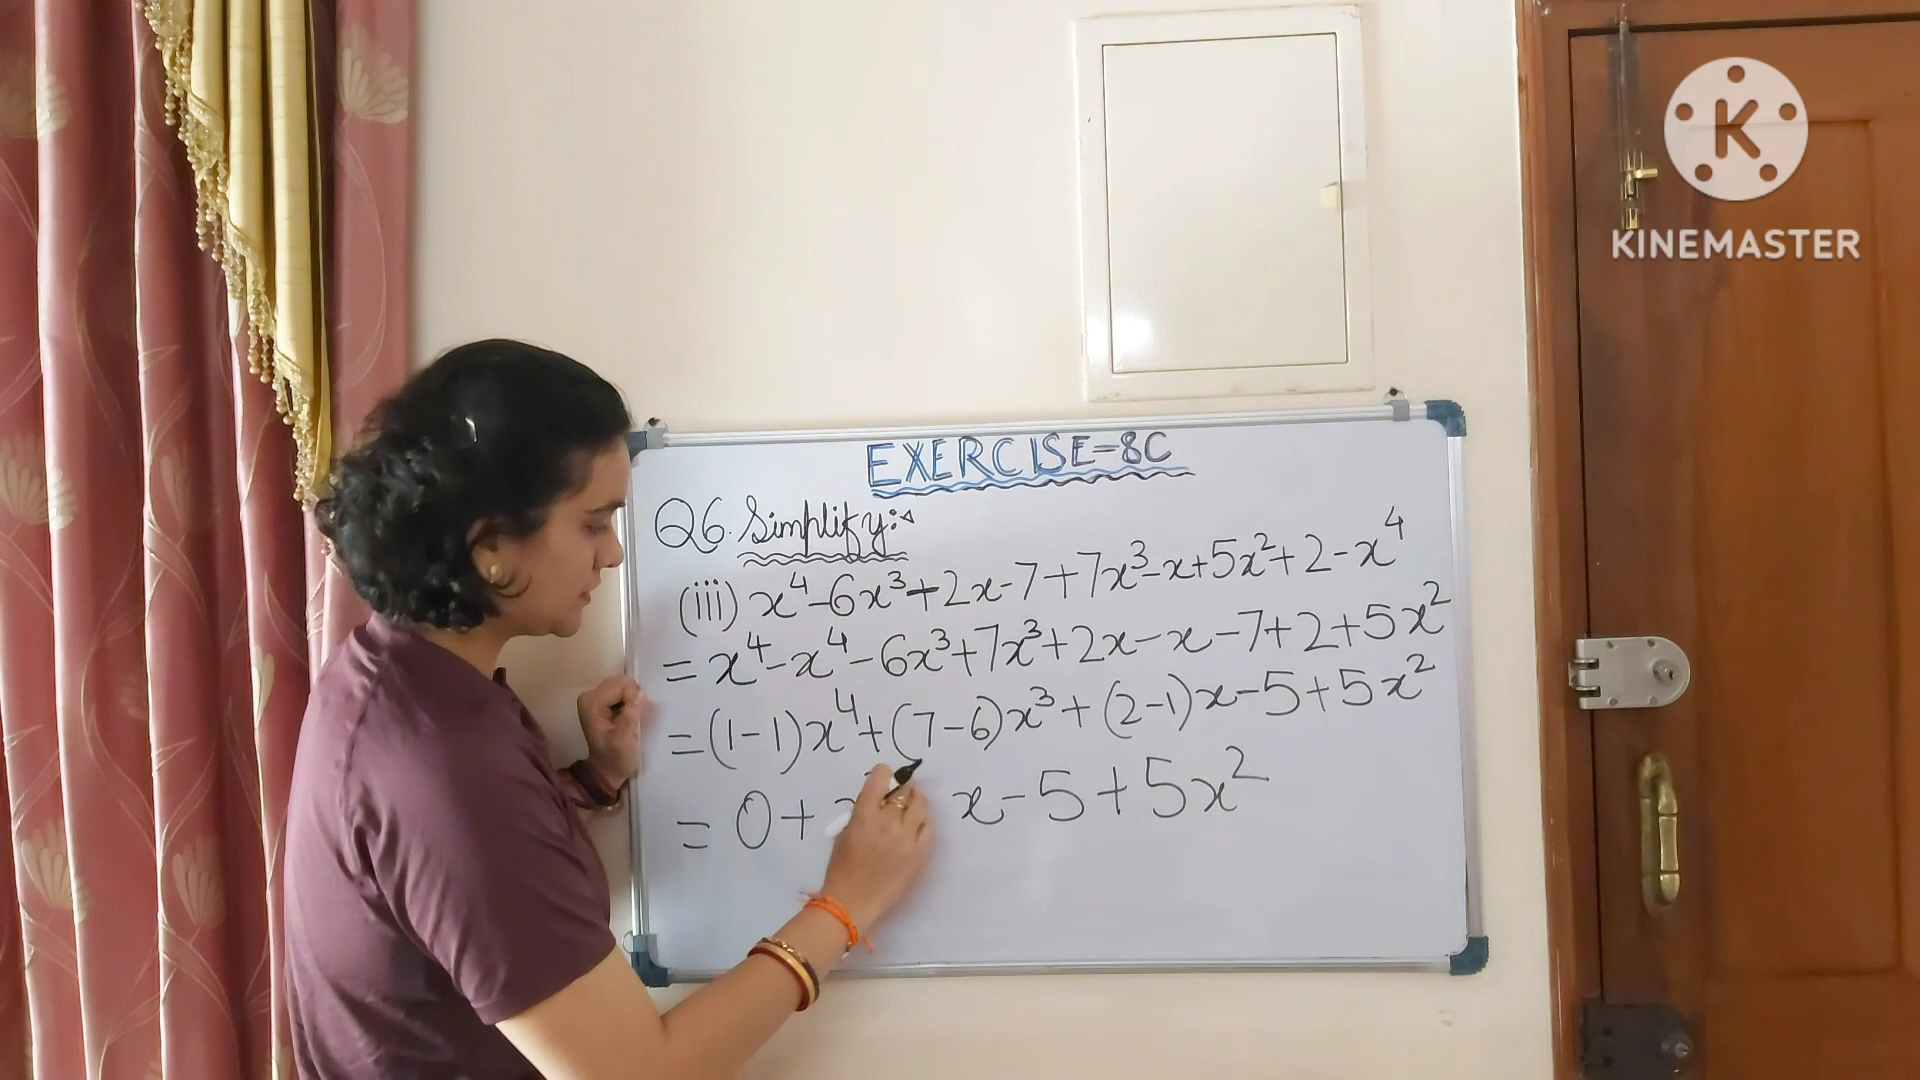 KINEMASTER
EXERCISE=8C
Q6. Simplify:-
(iii) x⁴-6x³+2x-7+7x³-x+5x²+2-x⁴
= x⁴-x⁴-6x³+7x³+2x-x-7+2+5x²
=(1-1)x⁴+(7-6)x³+(2-1)x-5+5x²
= 0+ x-5+5x²